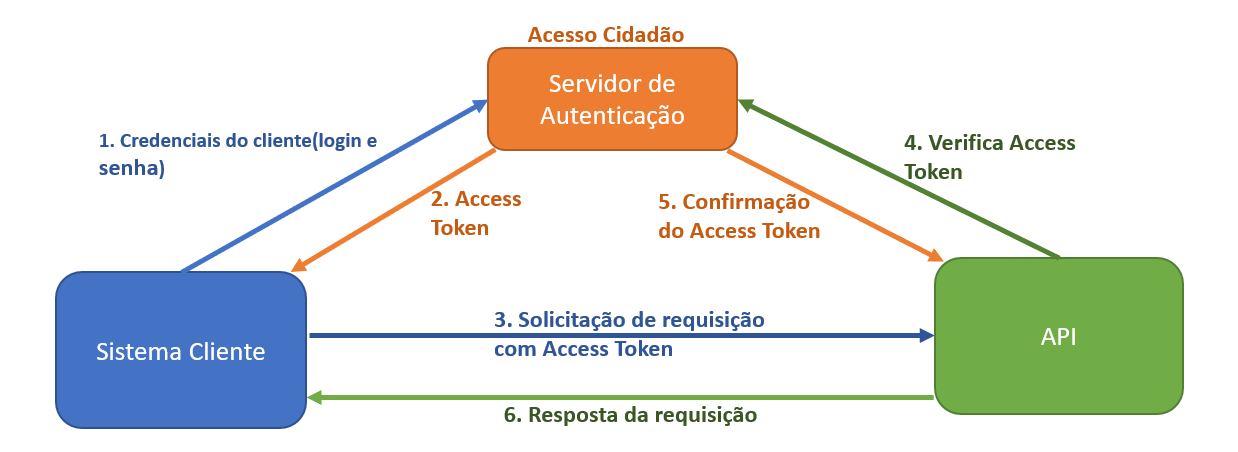 Acesso Cidadão
Servidor de
Autenticação
1. Credenciais do cliente(login e
senha)
2. Access
Token
5. Confirmação
do Access Token
4. Verifica Access
Token
Sistema Cliente
3. Solicitação de requisição
com Access Token
API
6. Resposta da requisição